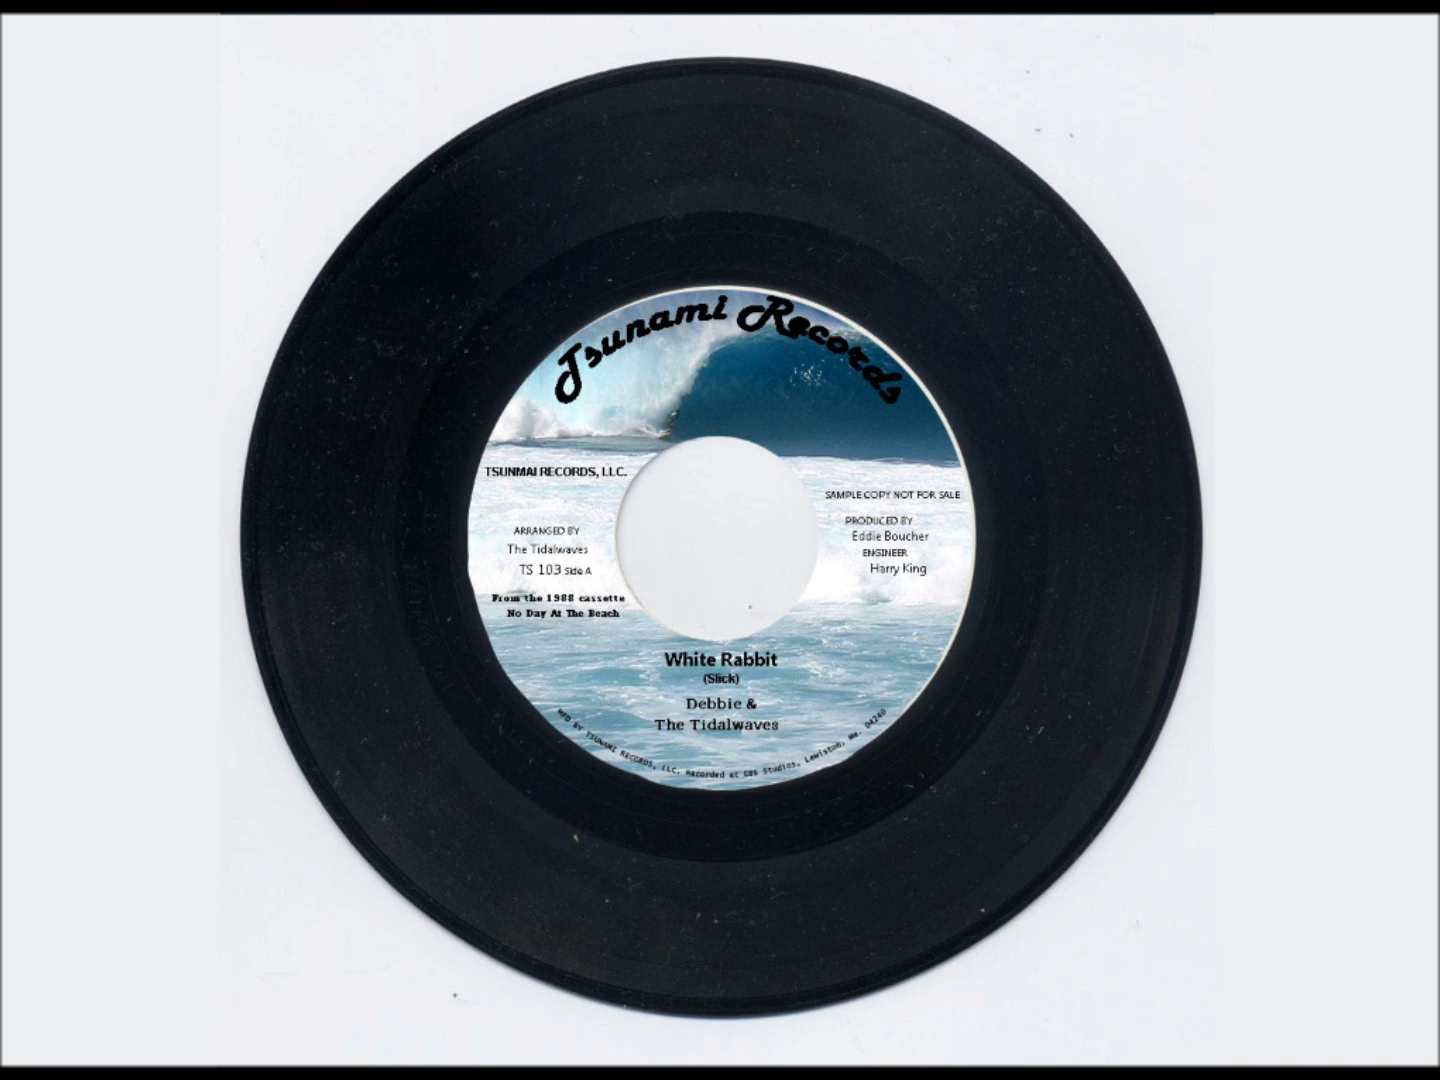 Tsunami Records
TSUNMAI RECORDS, LLC.
ARRANGED BY
The Tidalwaves
TS 103 Side A
From the 1988 cassette
No Day At The Beach
SAMPLE COPY NOT FOR SALE
PRODUCED BY
Eddie Boucher
ENGINEER
Harry King
White Rabbit
(Slick)
Debbie &
The Tidalwaves
MFD BY TSUNAMI RECORDS, LLC. Recorded at EBS Studios, Lewiston, Me. 04240